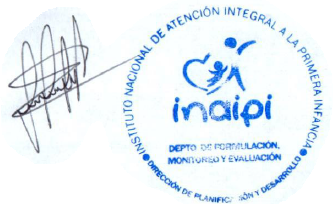 INSTITUTO NACIONAL DE ATENCIÓN INTEGRAL A LA PRIMERA INFANCIA
inaipi
DEPTO DE FORMULACIÓN,
MONITOREO Y EVALUACIÓN
DIRECCIÓN DE PLANIFICACIÓN Y DESARROLLO